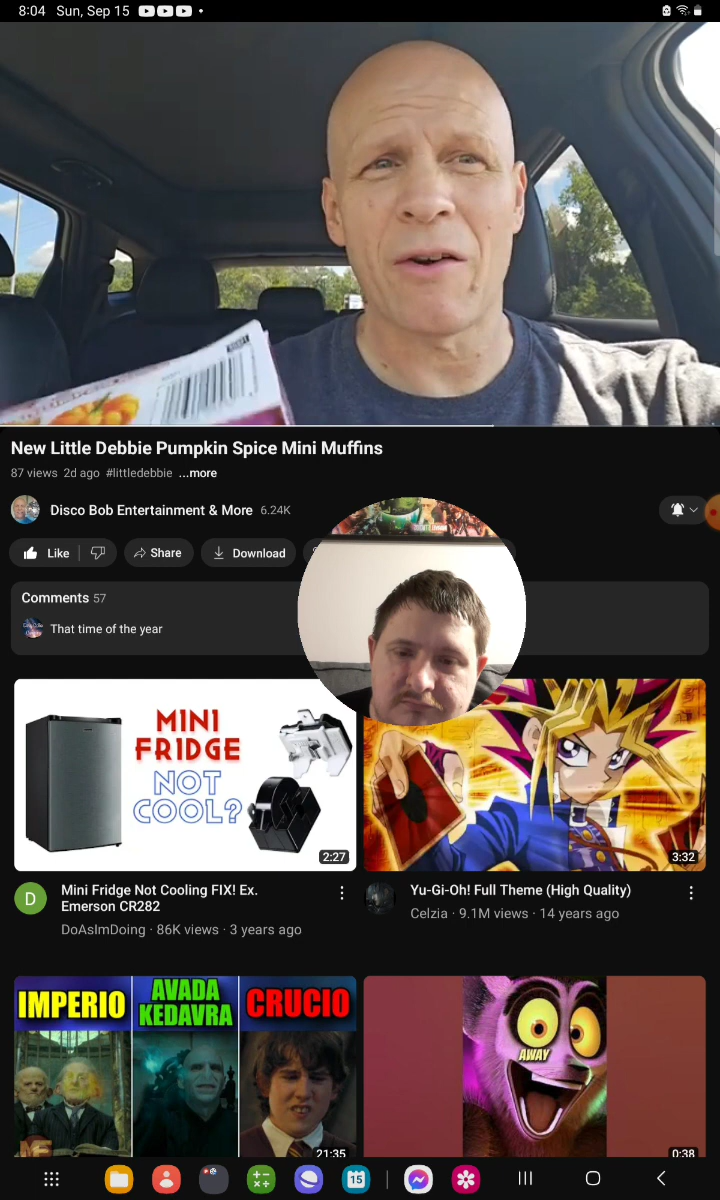 8:04 Sun, Sep 15
New Little Debbie Pumpkin Spice Mini Muffins
87 views 2d ago #littledebbie ...more
Disco Bob Entertainment & More 6.24K
Like Share Download
Comments 57
That time of the year
MINI
FRIDGE
NOT
COOL?
2:27
3:32
Mini Fridge Not Cooling FIX! Ex.
Emerson CR282
DoAsImDoing · 86K views · 3 years ago
D
Yu-Gi-Oh! Full Theme (High Quality)
Celzia · 9.1M views · 14 years ago
IMPERIO
AVADA
KEDAVRA
CRUCIO
21:35
AWAY
0:38
15